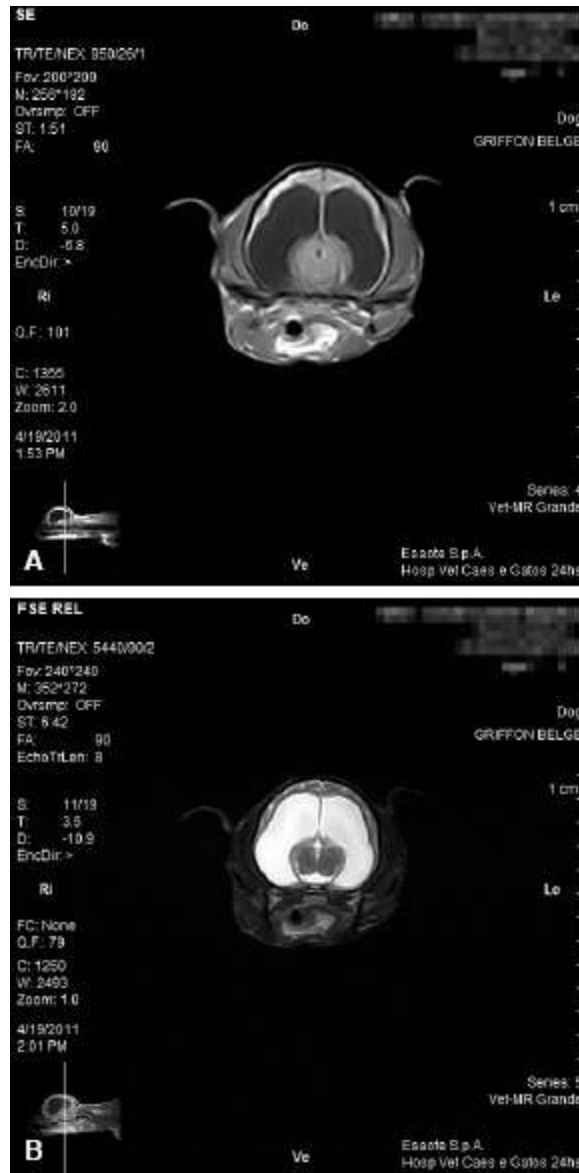 SE
Do
TR/TE/NEX: 950/26/1
Fov: 200*200
M: 256*192
Ovrsmp: OFF
ST: 1:51
FA: 90
Dog
GRIFFON BELGE
S: 10/19
T: 5.0
D: -6.8
EncDir: >
1 cm
Ri
Le
Q.F.: 101
C: 1355
W: 2611
Zoom: 2.0
4/19/2011
1:53 PM
Series: 4
Vet-MR Grande
A
Ve
Esaote S.p.A.
Hosp Vet Caes e Gatos 24hs
FSE REL
Do
TR/TE/NEX: 5440/90/2
Fov: 240*240
M: 352*272
Ovrsmp: OFF
ST: 6:42
FA: 90
EchoTrLen: 8
Dog
GRIFFON BELGE
S: 11/19
T: 3.5
D: -10.9
EncDir: >
1 cm
Ri
Le
FC: None
Q.F.: 79
C: 1250
W: 2493
Zoom: 1.0
4/19/2011
2:01 PM
Series: 5
Vet-MR Grande
B
Ve
Esaote S.p.A.
Hosp Vet Caes e Gatos 24hs